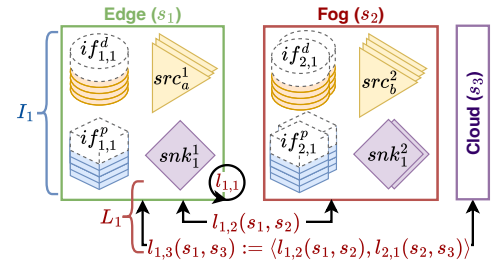 Edge (s₁)
Fog (s₂)
Cloud (s₃)
I₁
if^d_{1,1}
src^1_a
if^p_{1,1}
snk^1_1
l_{1,1}
if^d_{2,1}
src^2_b
if^p_{2,1}
snk^2_1
L₁
l_{1,2}(s₁, s₂)
l_{1,3}(s₁, s₃) := ⟨l_{1,2}(s₁, s₂), l_{2,1}(s₂, s₃)⟩